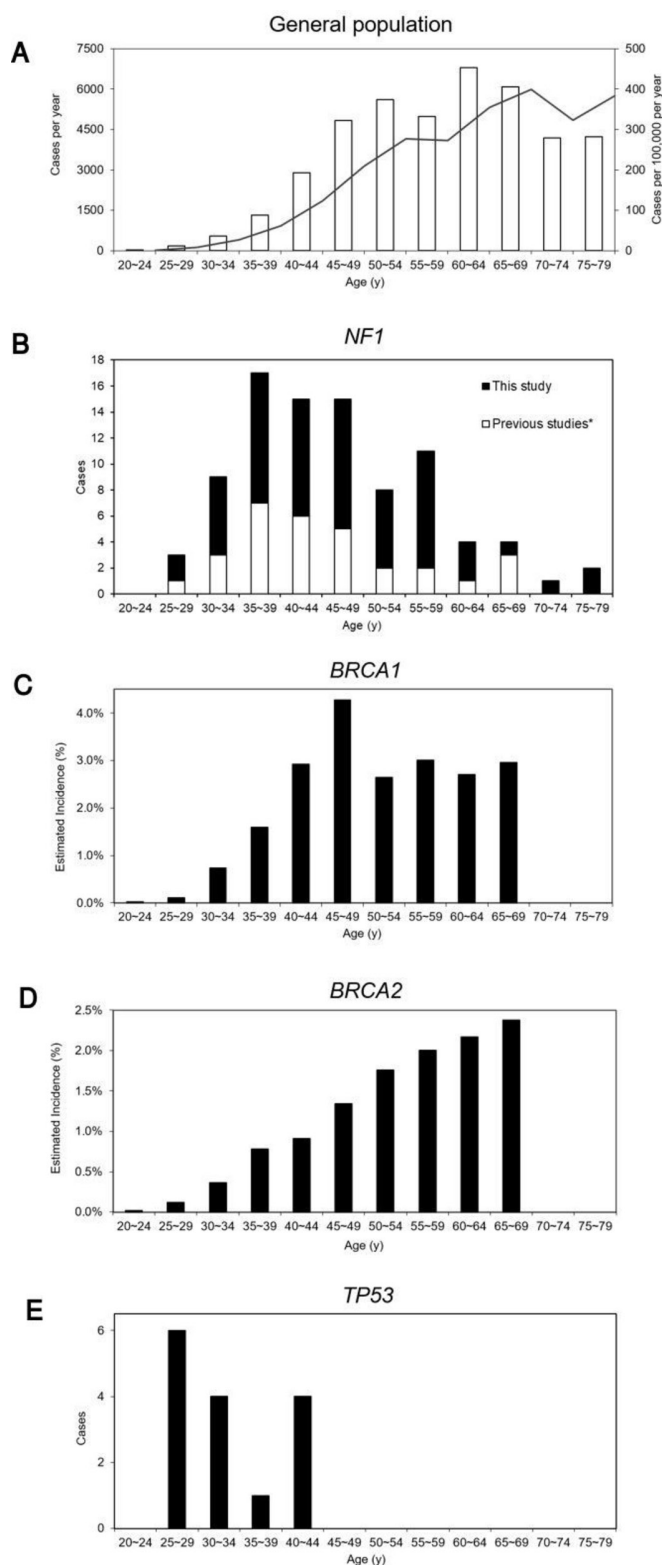 General population
A
7500
6000
4500
3000
1500
0
Cases per year
500
400
300
200
100
0
Cases per 100,000 per year
20~24 25~29 30~34 35~39 40~44 45~49 50~54 55~59 60~64 65~69 70~74 75~79
Age (y)
NF1
B
18
16
14
12
10
8
6
4
2
0
Cases
This study
Previous studies*
20~24 25~29 30~34 35~39 40~44 45~49 50~54 55~59 60~64 65~69 70~74 75~79
Age (y)
BRCA1
C
4.0%
3.0%
2.0%
1.0%
0.0%
Estimated Incidence (%)
20~24 25~29 30~34 35~39 40~44 45~49 50~54 55~59 60~64 65~69 70~74 75~79
Age (y)
BRCA2
D
2.5%
2.0%
1.5%
1.0%
0.5%
0.0%
Estimated Incidence (%)
20~24 25~29 30~34 35~39 40~44 45~49 50~54 55~59 60~64 65~69 70~74 75~79
Age (y)
TP53
E
6
4
2
0
Cases
20~24 25~29 30~34 35~39 40~44 45~49 50~54 55~59 60~64 65~69 70~74 75~79
Age (y)